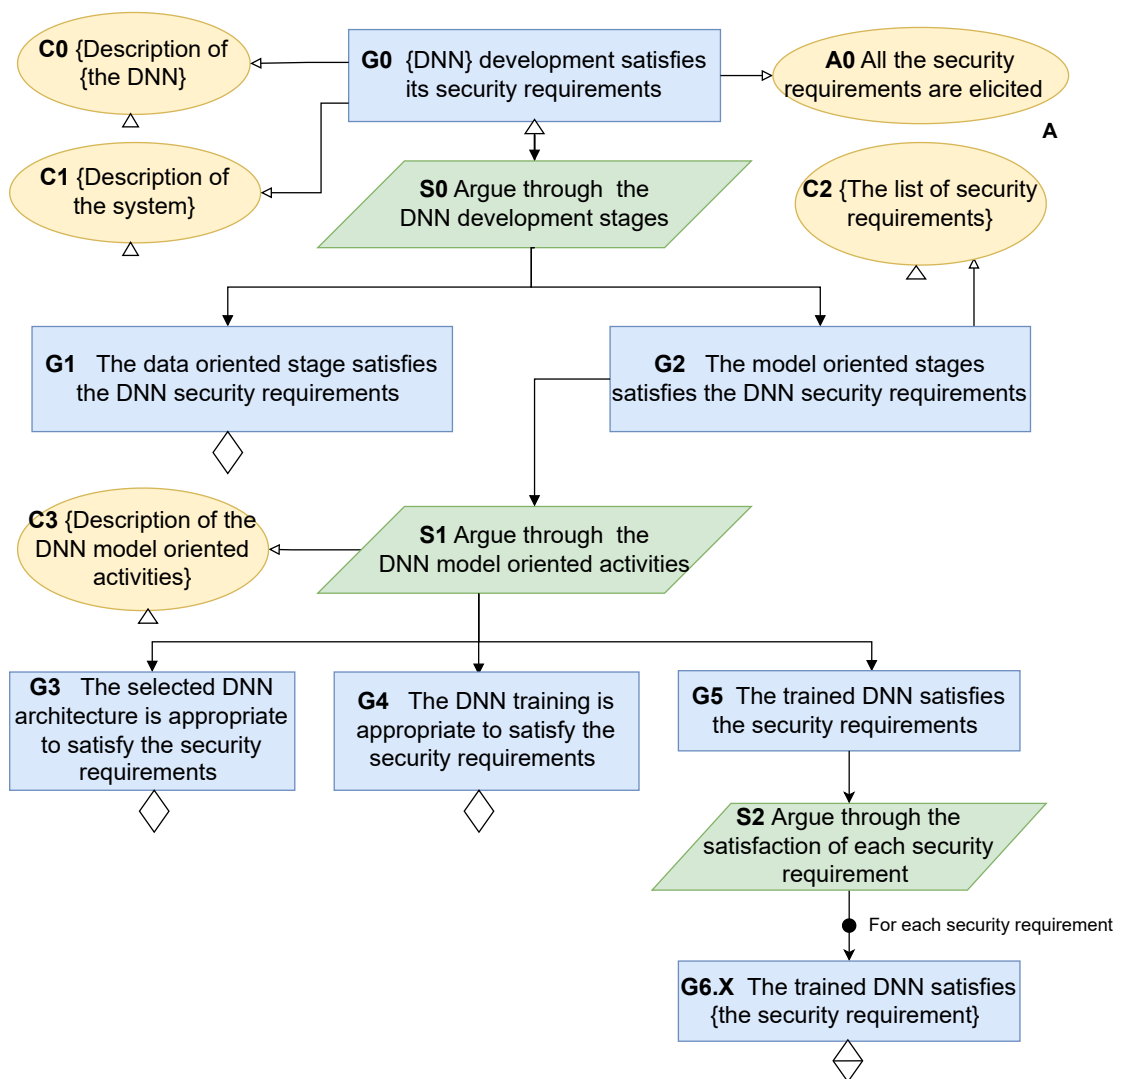 C0 {Description of
{the DNN}
G0 {DNN} development satisfies
its security requirements
A0 All the security
requirements are elicited
A
C1 {Description of
the system}
S0 Argue through the
DNN development stages
C2 {The list of security
requirements}
G1 The data oriented stage satisfies
the DNN security requirements
G2 The model oriented stages
satisfies the DNN security requirements
C3 {Description of the
DNN model oriented
activities}
S1 Argue through the
DNN model oriented activities
G3 The selected DNN
architecture is appropriate
to satisfy the security
requirements
G4 The DNN training is
appropriate to satisfy the
security requirements
G5 The trained DNN satisfies
the security requirements
S2 Argue through the
satisfaction of each security
requirement
For each security requirement
G6.X The trained DNN satisfies
{the security requirement}